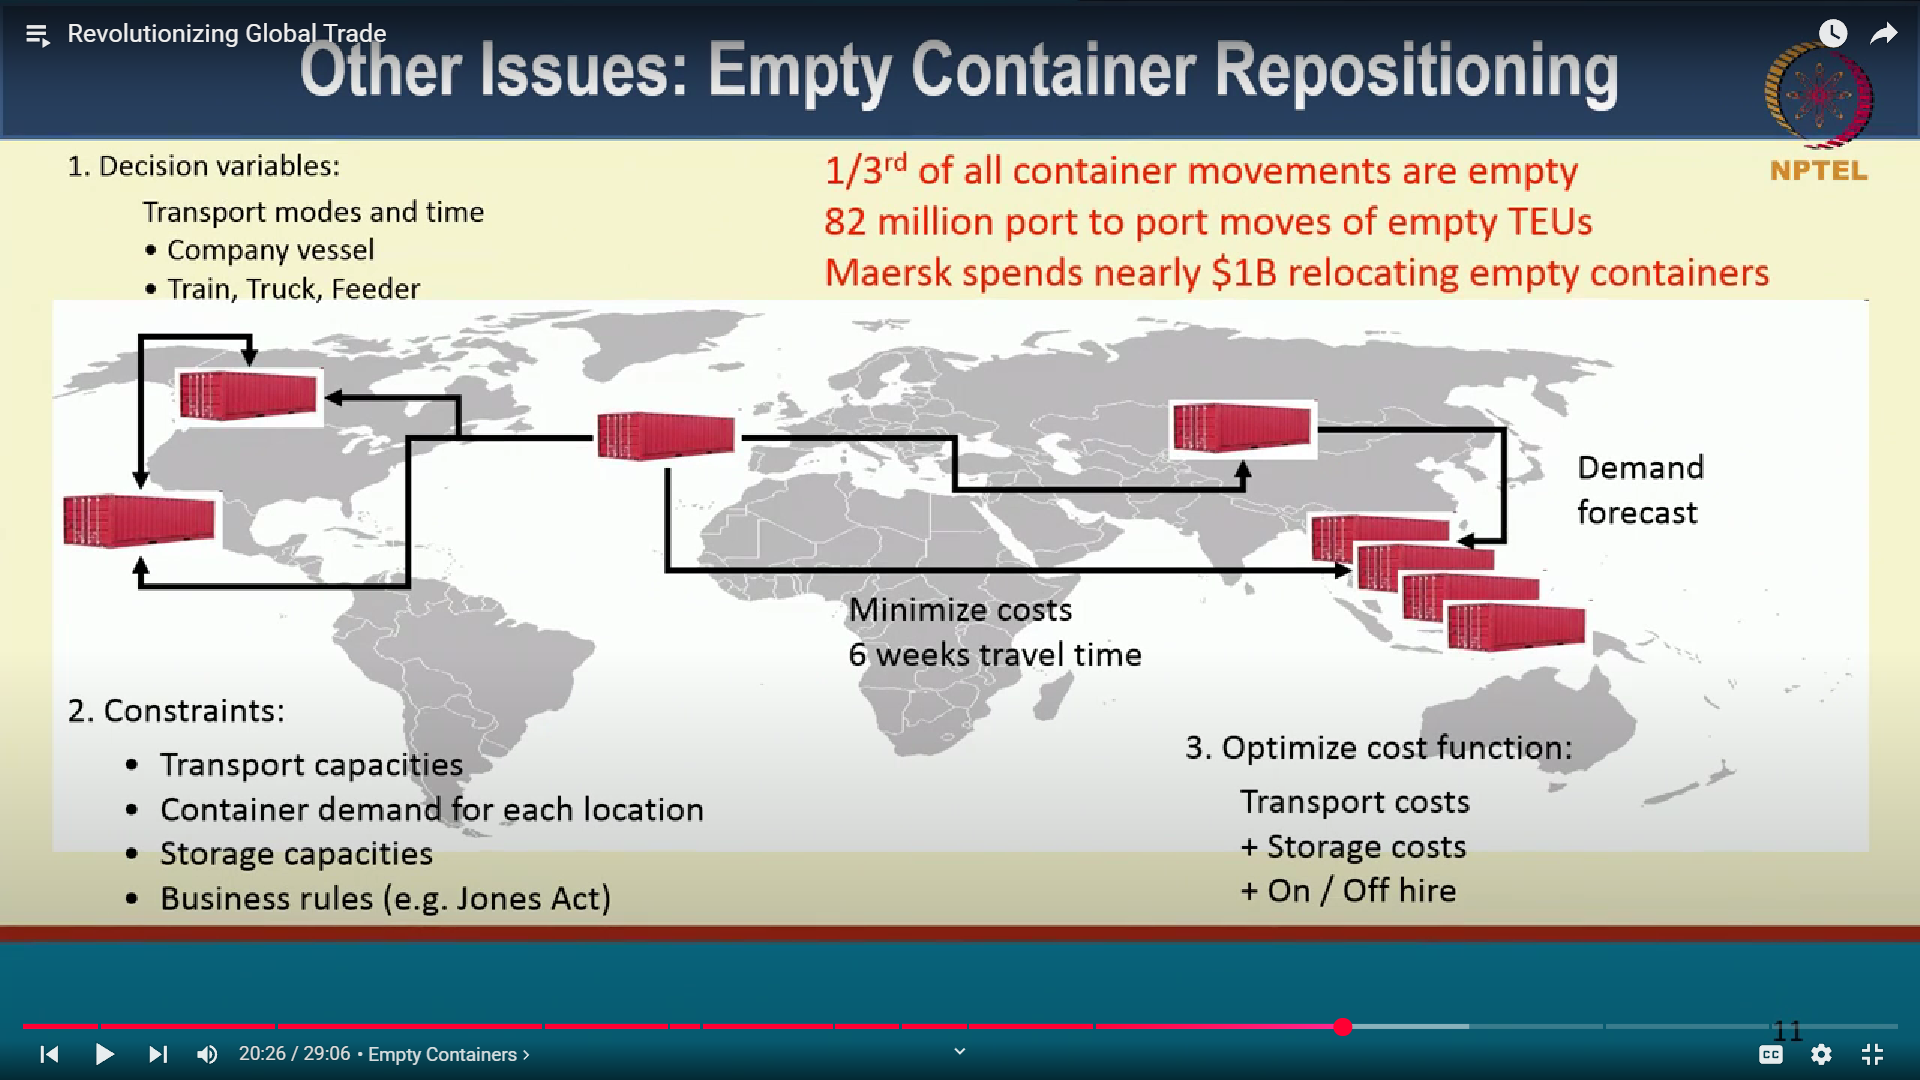 Revolutionizing Global Trade
Other Issues: Empty Container Repositioning
NPTEL
1. Decision variables:
Transport modes and time
• Company vessel
• Train, Truck, Feeder
1/3rd of all container movements are empty
82 million port to port moves of empty TEUs
Maersk spends nearly $1B relocating empty containers
Demand
forecast
Minimize costs
6 weeks travel time
2. Constraints:
• Transport capacities
• Container demand for each location
• Storage capacities
• Business rules (e.g. Jones Act)
3. Optimize cost function:
Transport costs
+ Storage costs
+ On / Off hire
11
20:26 / 29:06 • Empty Containers ›
CC